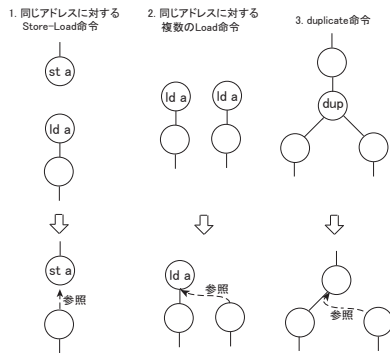 1. 同じアドレスに対する
Store-Load命令
2. 同じアドレスに対する
複数のLoad命令
3. duplicate命令
st a
ld a
ld a
ld a
dup
st a
参照
ld a
参照
参照